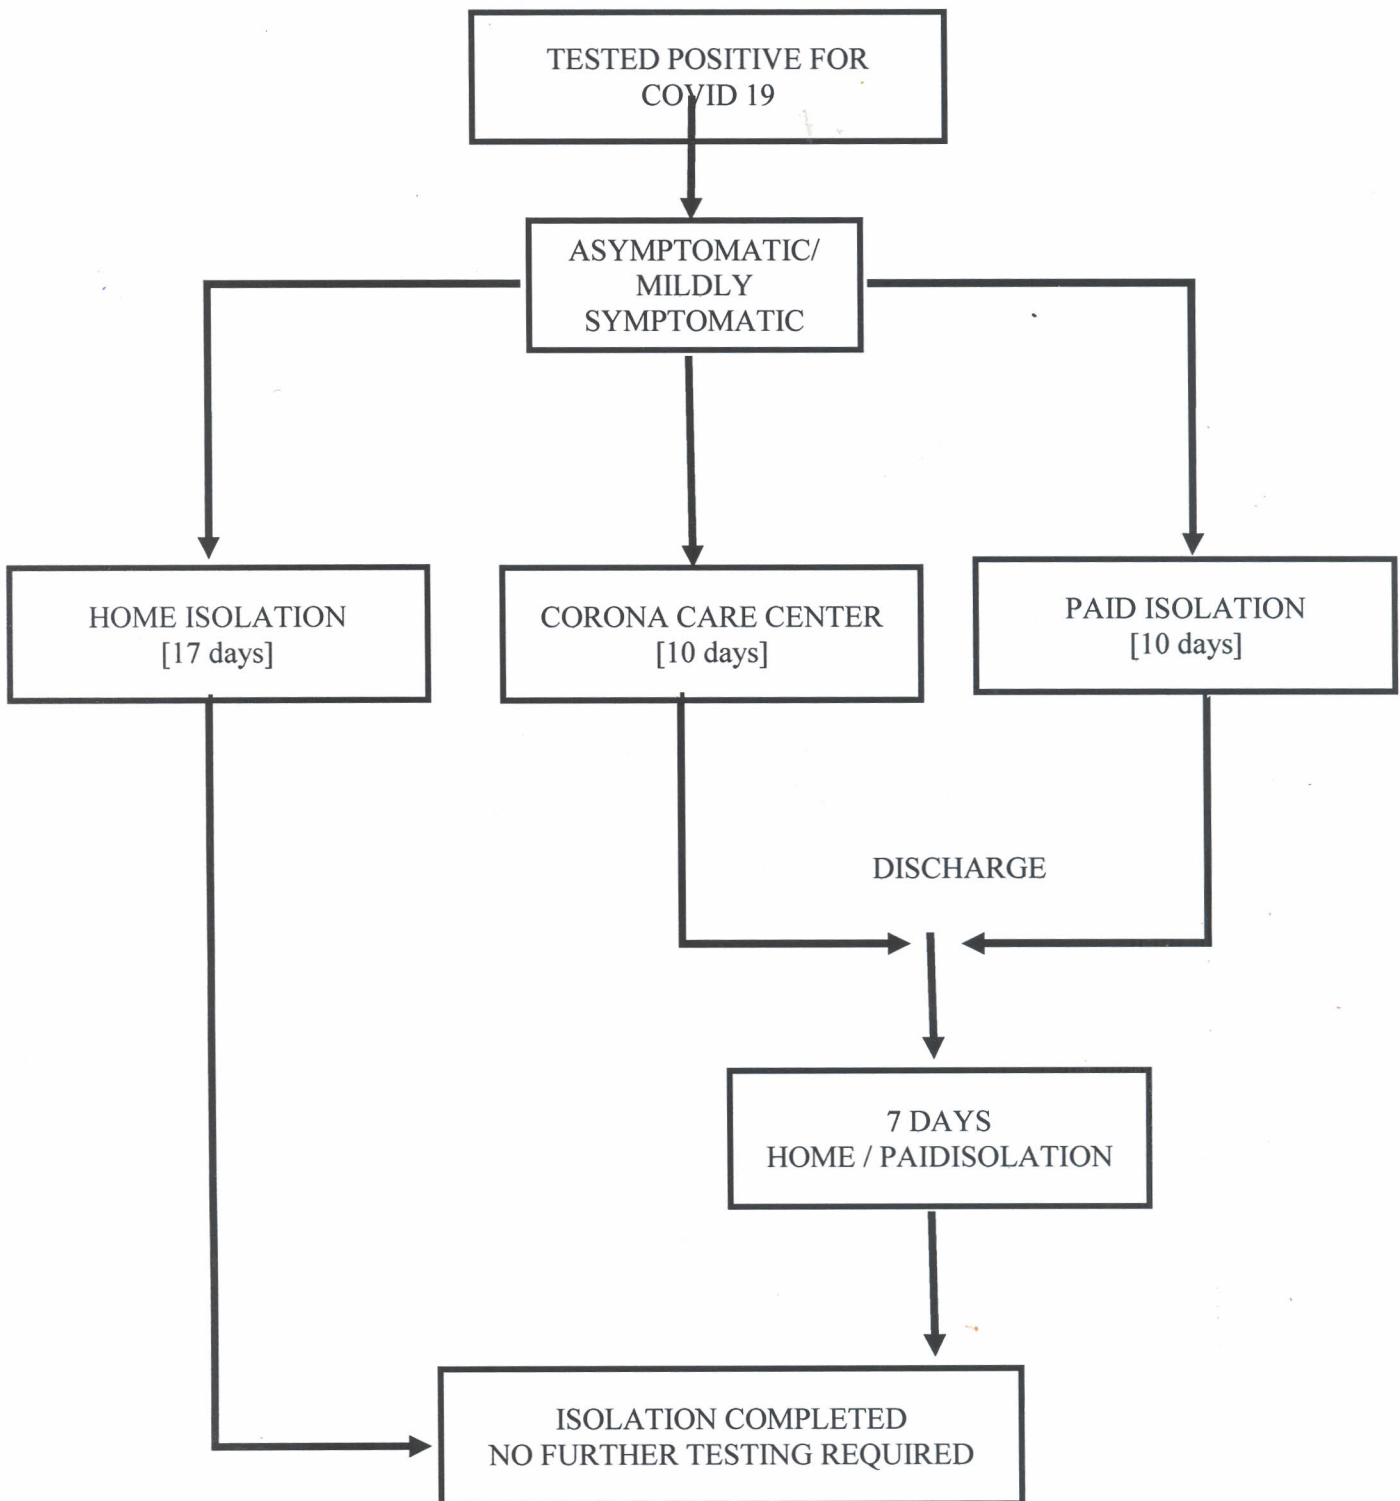 TESTED POSITIVE FOR
COVID 19
ASYMPTOMATIC/
MILDLY
SYMPTOMATIC
HOME ISOLATION
[17 days]
CORONA CARE CENTER
[10 days]
PAID ISOLATION
[10 days]
DISCHARGE
7 DAYS
HOME / PAIDISOLATION
ISOLATION COMPLETED
NO FURTHER TESTING REQUIRED